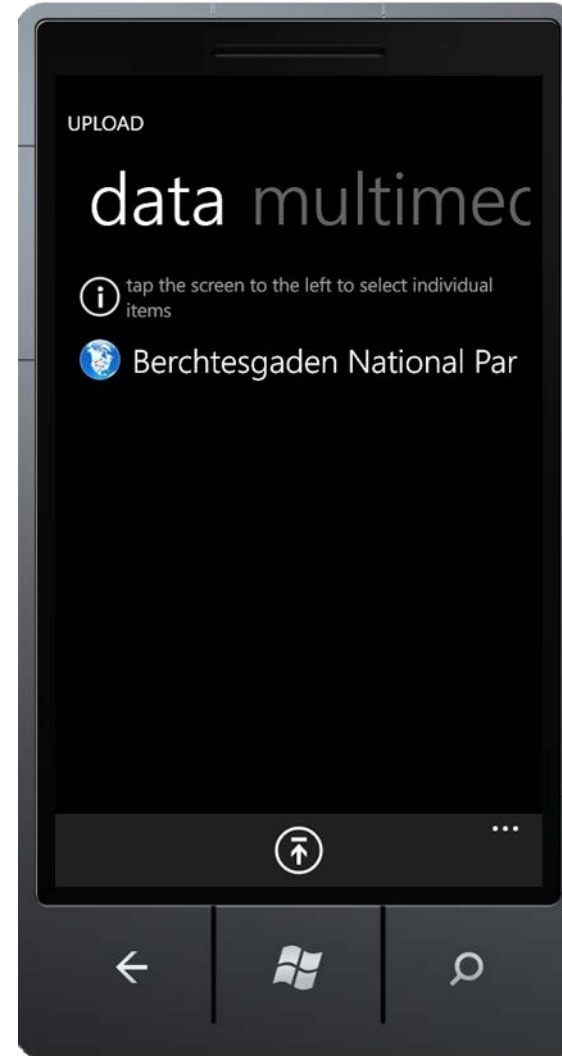 UPLOAD
data multimec
tap the screen to the left to select individual
items
Berchtesgaden National Par